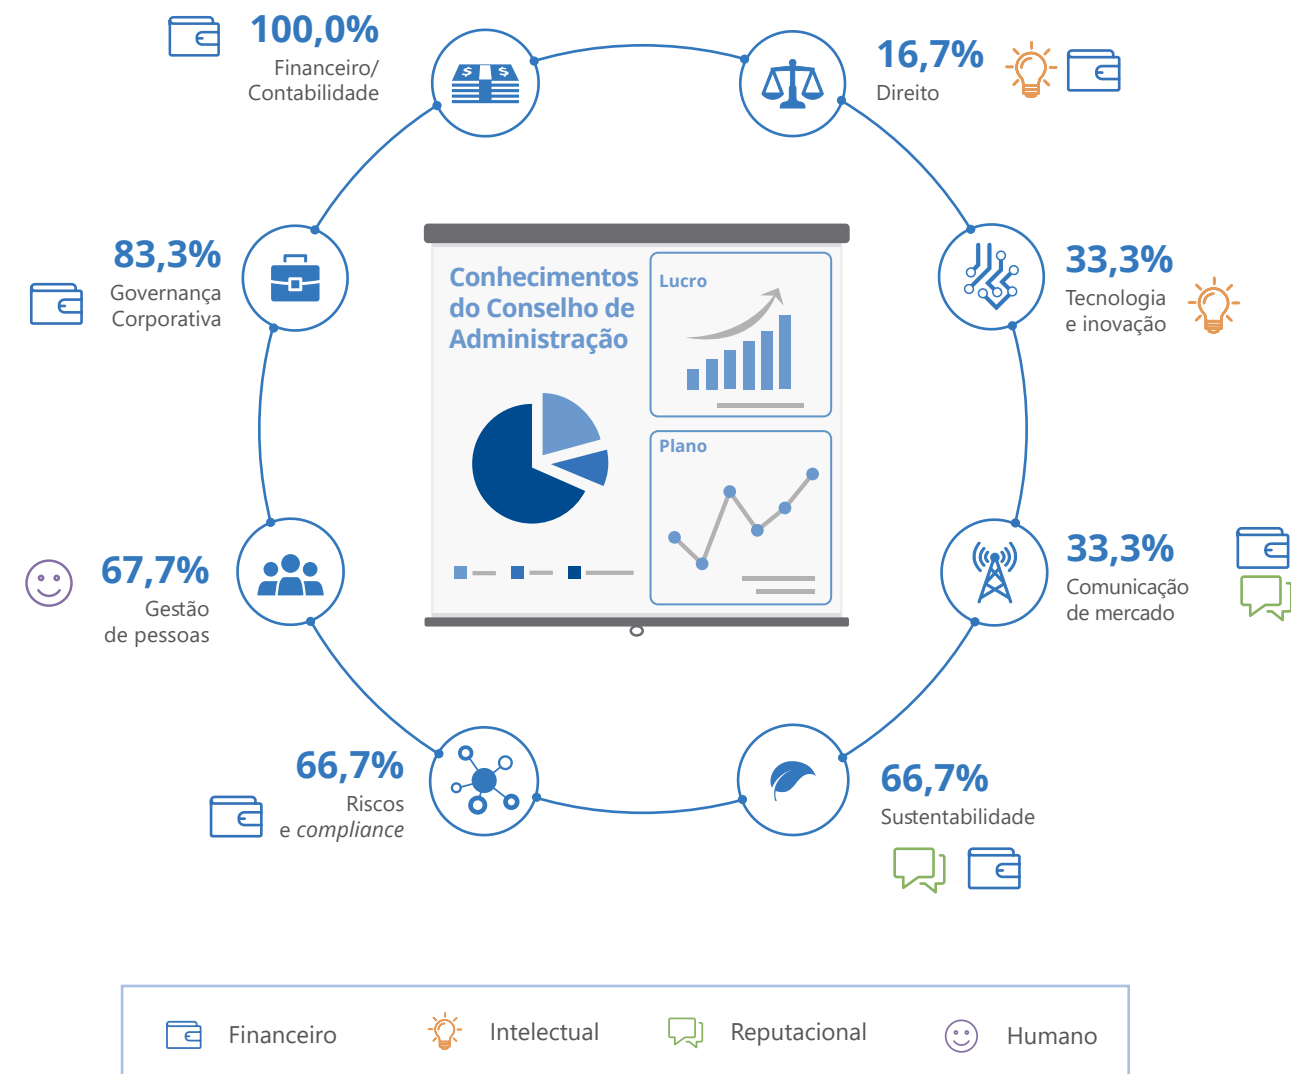 100,0%
Financeiro/
Contabilidade
16,7%
Direito
83,3%
Governança
Corporativa
33,3%
Tecnologia
e inovação
Conhecimentos
do Conselho de
Administração
Lucro
Plano
67,7%
Gestão
de pessoas
33,3%
Comunicação
de mercado
66,7%
Riscos
e compliance
66,7%
Sustentabilidade
Financeiro
Intelectual
Reputacional
Humano